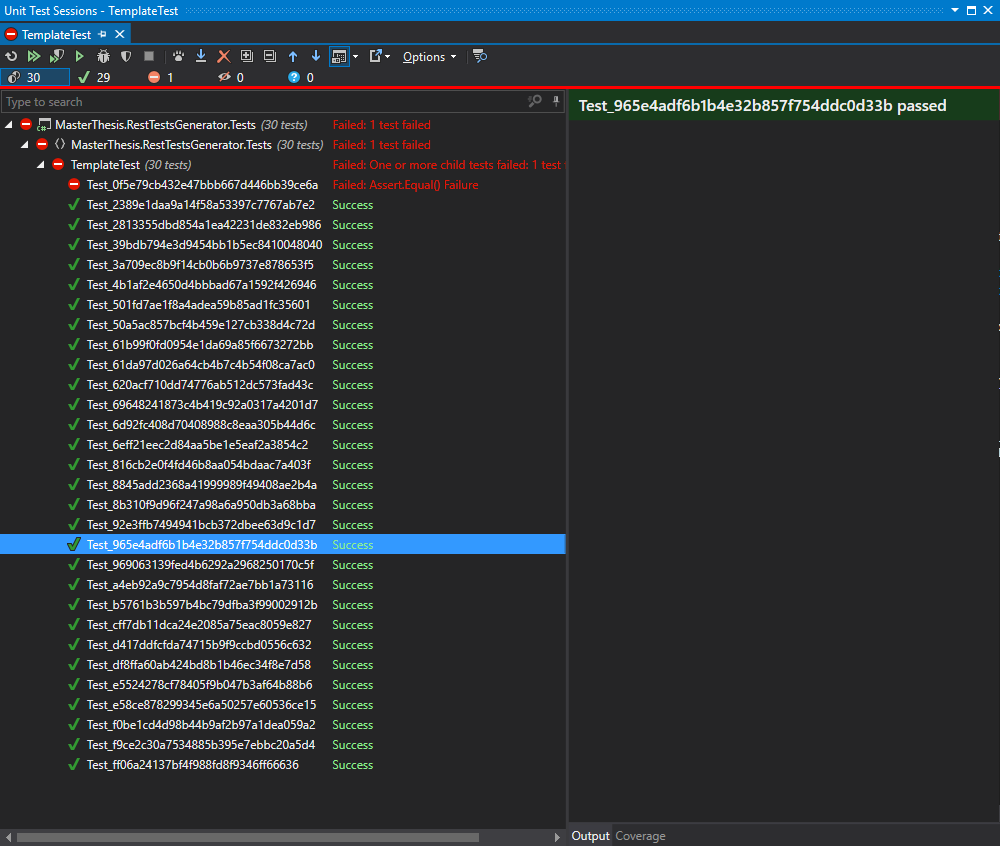 Unit Test Sessions - TemplateTest
TemplateTest
Options
30 29 1 0 0
Type to search
MasterThesis.RestTestsGenerator.Tests (30 tests) Failed: 1 test failed
MasterThesis.RestTestsGenerator.Tests (30 tests) Failed: 1 test failed
TemplateTest (30 tests) Failed: One or more child tests failed: 1 test
Test_0f5e79cb432e47bbb667d446bb39ce6a Failed: Assert.Equal() Failure
Test_2389e1daa9a14f58a53397c7767ab7e2 Success
Test_2813355dbd854a1ea42231de832eb986 Success
Test_39bdb794e3d9454bb1b5ec8410048040 Success
Test_3a709ec8b9f14cb0b6b9737e878653f5 Success
Test_4b1af2e4650d4bbbad67a1592f426946 Success
Test_501fd7ae1f8a4adea59b85ad1fc35601 Success
Test_50a5ac857bcf4b459e127cb338d4c72d Success
Test_61b99f0fd0954e1da69a85f6673272bb Success
Test_61da97d026a64cb4b7c4b54f08ca7ac0 Success
Test_620acf710dd74776ab512dc573fad43c Success
Test_69648241873c4b419c92a0317a4201d7 Success
Test_6d92fc408d70408988c8eaa305b44d6c Success
Test_6eff21eec2d84aa5be1e5eaf2a3854c2 Success
Test_816cb2e0f4fd46b8aa054bdaac7a403f Success
Test_8845add2368a41999989f49408ae2b4a Success
Test_8b310f9d96f247a98a6a950db3a68bba Success
Test_92e3ffb7494941bcb372dbee63d9c1d7 Success
Test_965e4adf6b1b4e32b857f754ddc0d33b Success
Test_969063139fed4b6292a2968250170c5f Success
Test_a4eb92a9c7954d8faf72ae7bb1a73116 Success
Test_b5761b3b597b4bc79dfba3f99002912b Success
Test_cff7db11dca24e2085a75eac8059e827 Success
Test_d417ddfcfda74715b9f9ccbd0556c632 Success
Test_df8ffa60ab424bd8b1b46ec34f8e7d58 Success
Test_e5524278cf78405f9b047b3af64b88b6 Success
Test_e58ce878299345e6a50257e60536ce15 Success
Test_f0be1cd4d98b44b9af2b97a1dea059a2 Success
Test_f9ce2c30a7534885b395e7ebbc20a5d4 Success
Test_ff06a24137bf4f988fd8f9346ff66636 Success
Test_965e4adf6b1b4e32b857f754ddc0d33b passed
Output Coverage